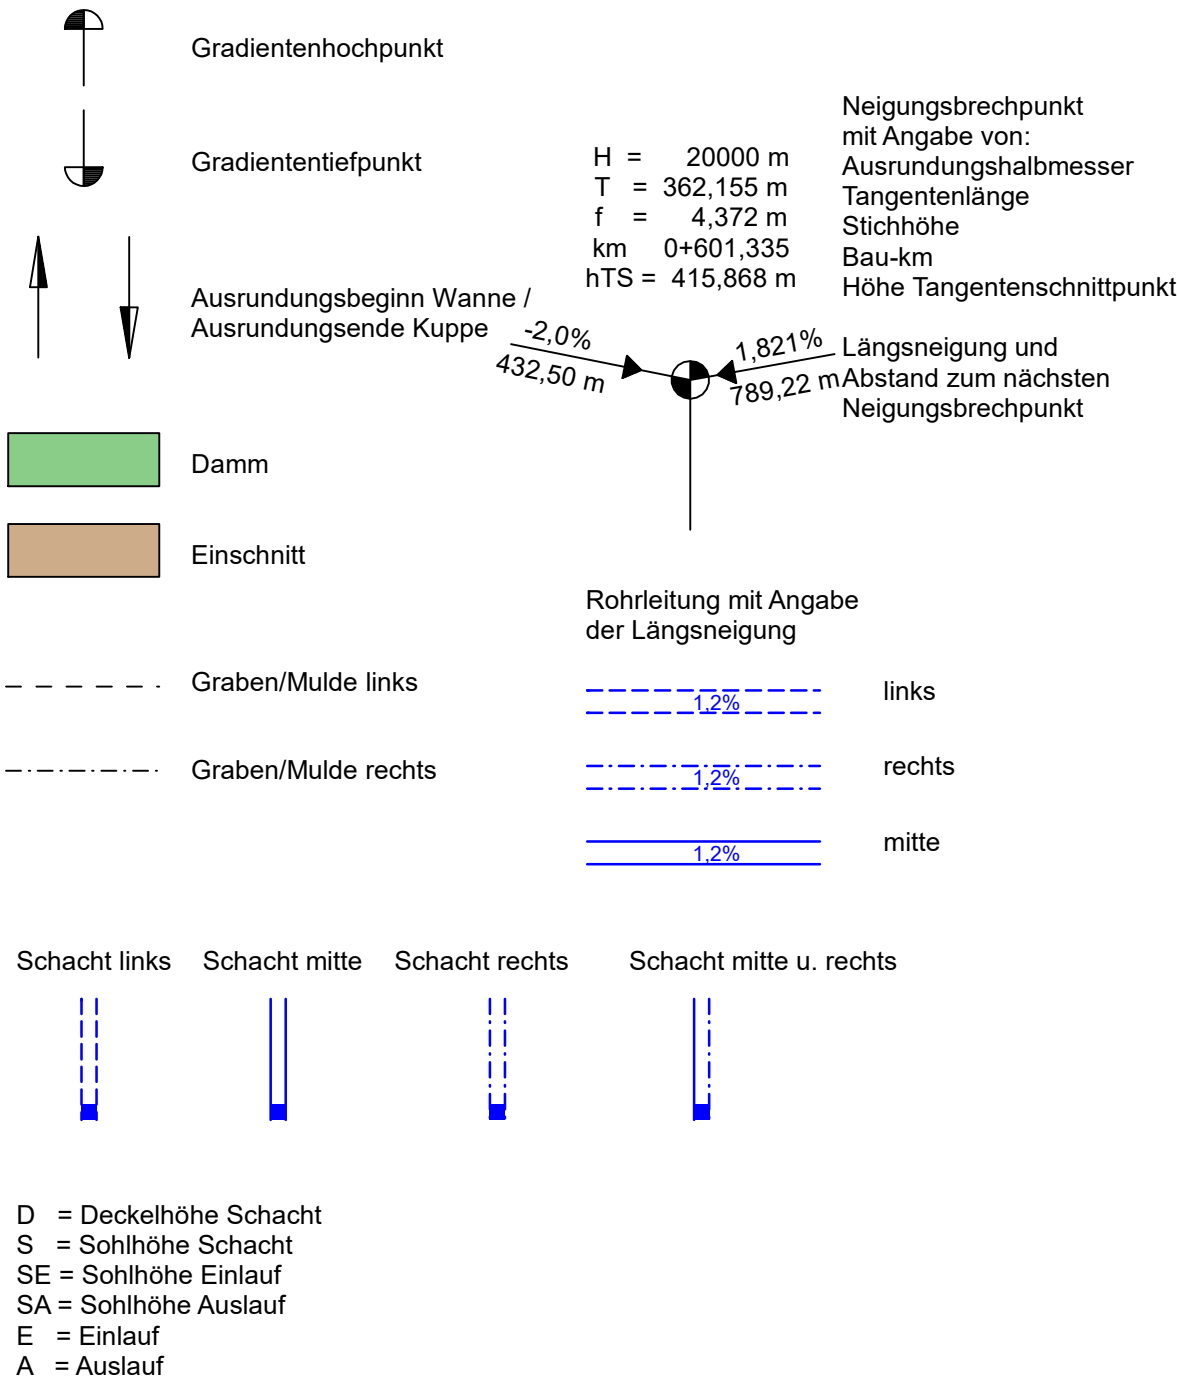 Gradientenhochpunkt
Gradiententiefpunkt
H = 20000 m
T = 362,155 m
f = 4,372 m
km 0+601,335
hTS = 415,868 m
Neigungsbrechpunkt
mit Angabe von:
Ausrundungshalbmesser
Tangentenlänge
Stichhöhe
Bau-km
Höhe Tangentenschnittpunkt
Ausrundungsbeginn Wanne /
Ausrundungsende Kuppe
-2,0%
432,50 m
1,821%
789,22 m
Längsneigung und
Abstand zum nächsten
Neigungsbrechpunkt
Damm
Einschnitt
Rohrleitung mit Angabe
der Längsneigung
Graben/Mulde links
1,2%
links
Graben/Mulde rechts
1,2%
rechts
1,2%
mitte
Schacht links
Schacht mitte
Schacht rechts
Schacht mitte u. rechts
D = Deckelhöhe Schacht
S = Sohlhöhe Schacht
SE = Sohlhöhe Einlauf
SA = Sohlhöhe Auslauf
E = Einlauf
A = Auslauf